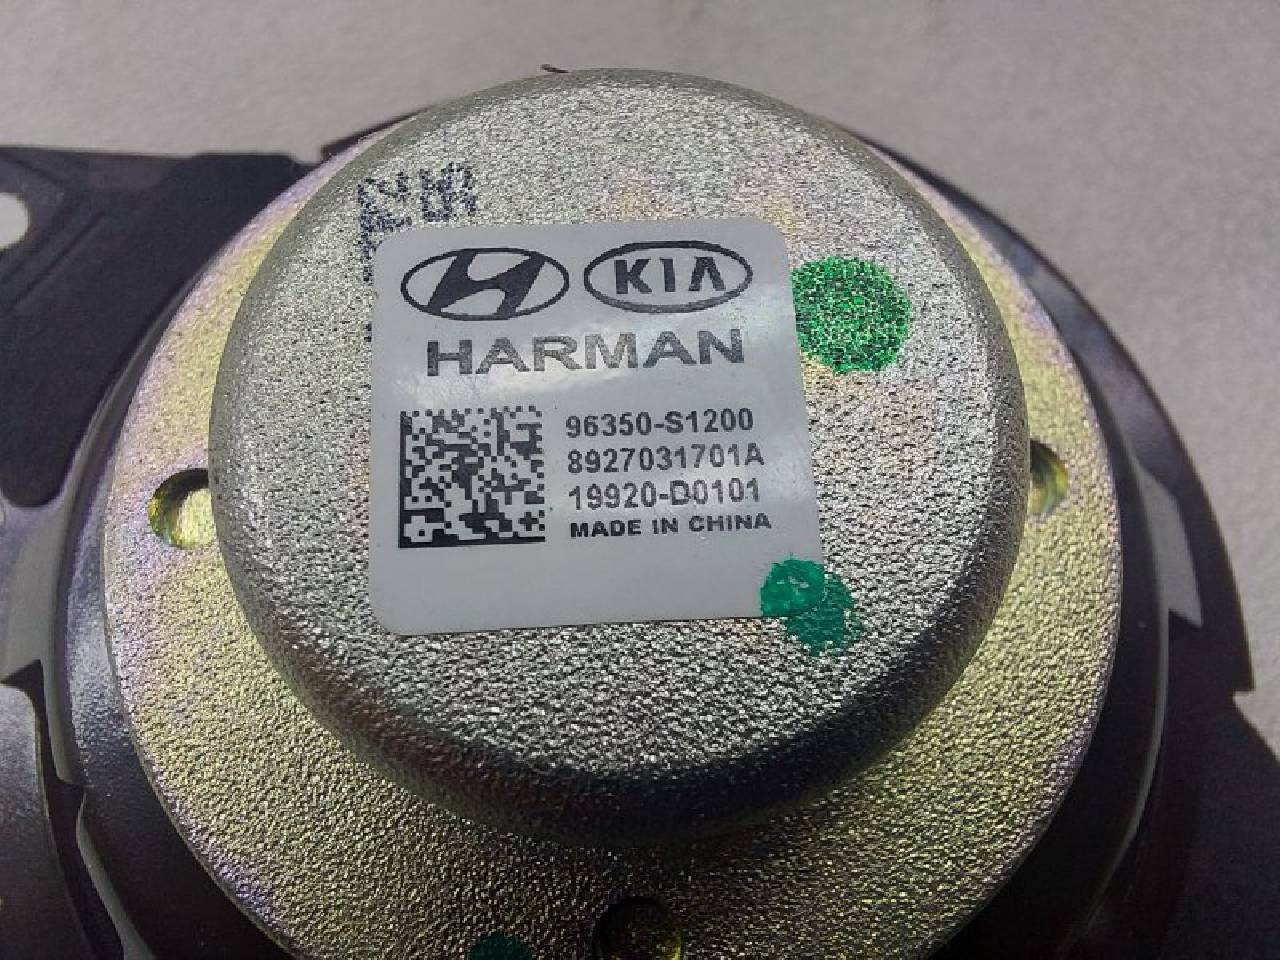 KIA
HARMAN
96350-S1200
8927031701A
19920-D0101
MADE IN CHINA